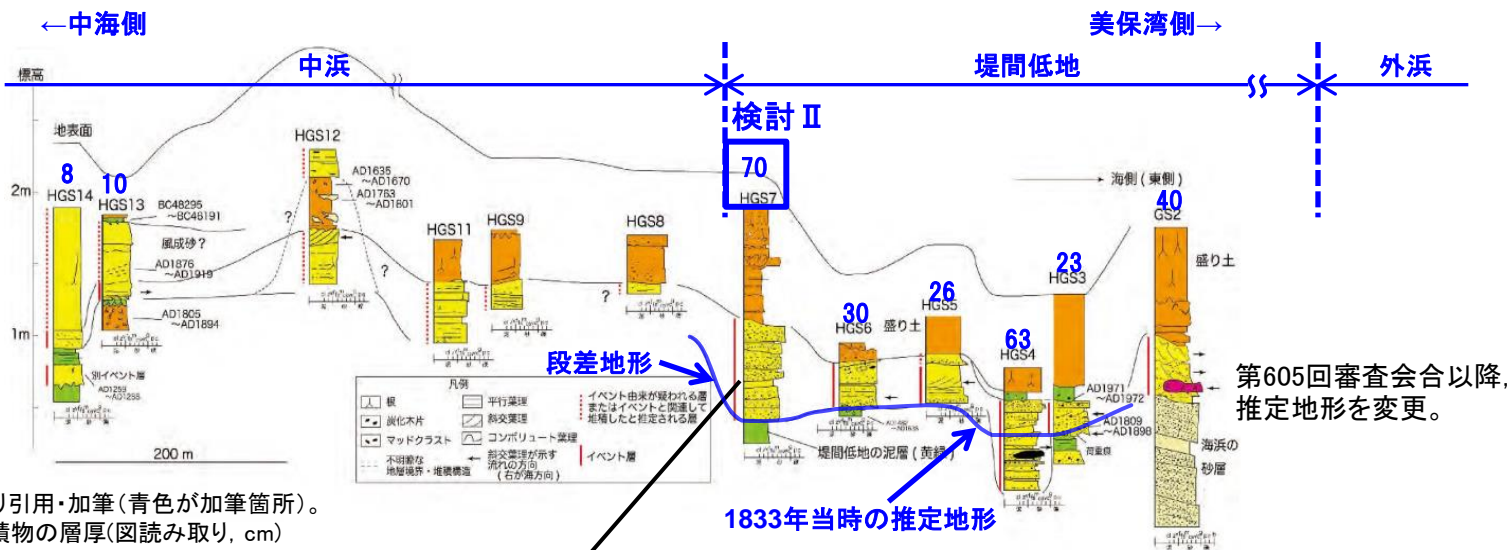 ←中海側
美保湾側→
標高
中浜
堤間低地
外浜
検討Ⅱ
地表面
HGS12
70
海側(東側)
8
10
HGS14
HGS13
HGS7
40
GS2
2m
BC48295
～BC48191
AD1635
～AD1670
AD1763
～AD1801
?
風成砂?
HGS11
HGS9
HGS8
盛り土
23
HGS3
AD1876
～AD1919
?
?
26
HGS5
30
HGS6
盛り土
63
HGS4
1m
AD1805
～AD1894
段差地形
別イベント層
凡例
根
平行葉理
イベント由来が疑われる層
またはイベントと関連して
堆積したと推定される層
炭化木片
斜交葉理
マッドクラスト
コンボリュート葉理
不明瞭な
地層境界・堆積構造
斜交葉理が示す
流れの方向
(右が海方向)
イベント層
AD1971
～AD1972
AD1809
～AD1898
荷重痕
海浜の
砂層
第605回審査会合以降,
推定地形を変更。
200 m
堤間低地の泥層(黄緑)
り引用・加筆(青色が加筆箇所)。
1833年当時の推定地形
積物の層厚(図読み取り, cm)